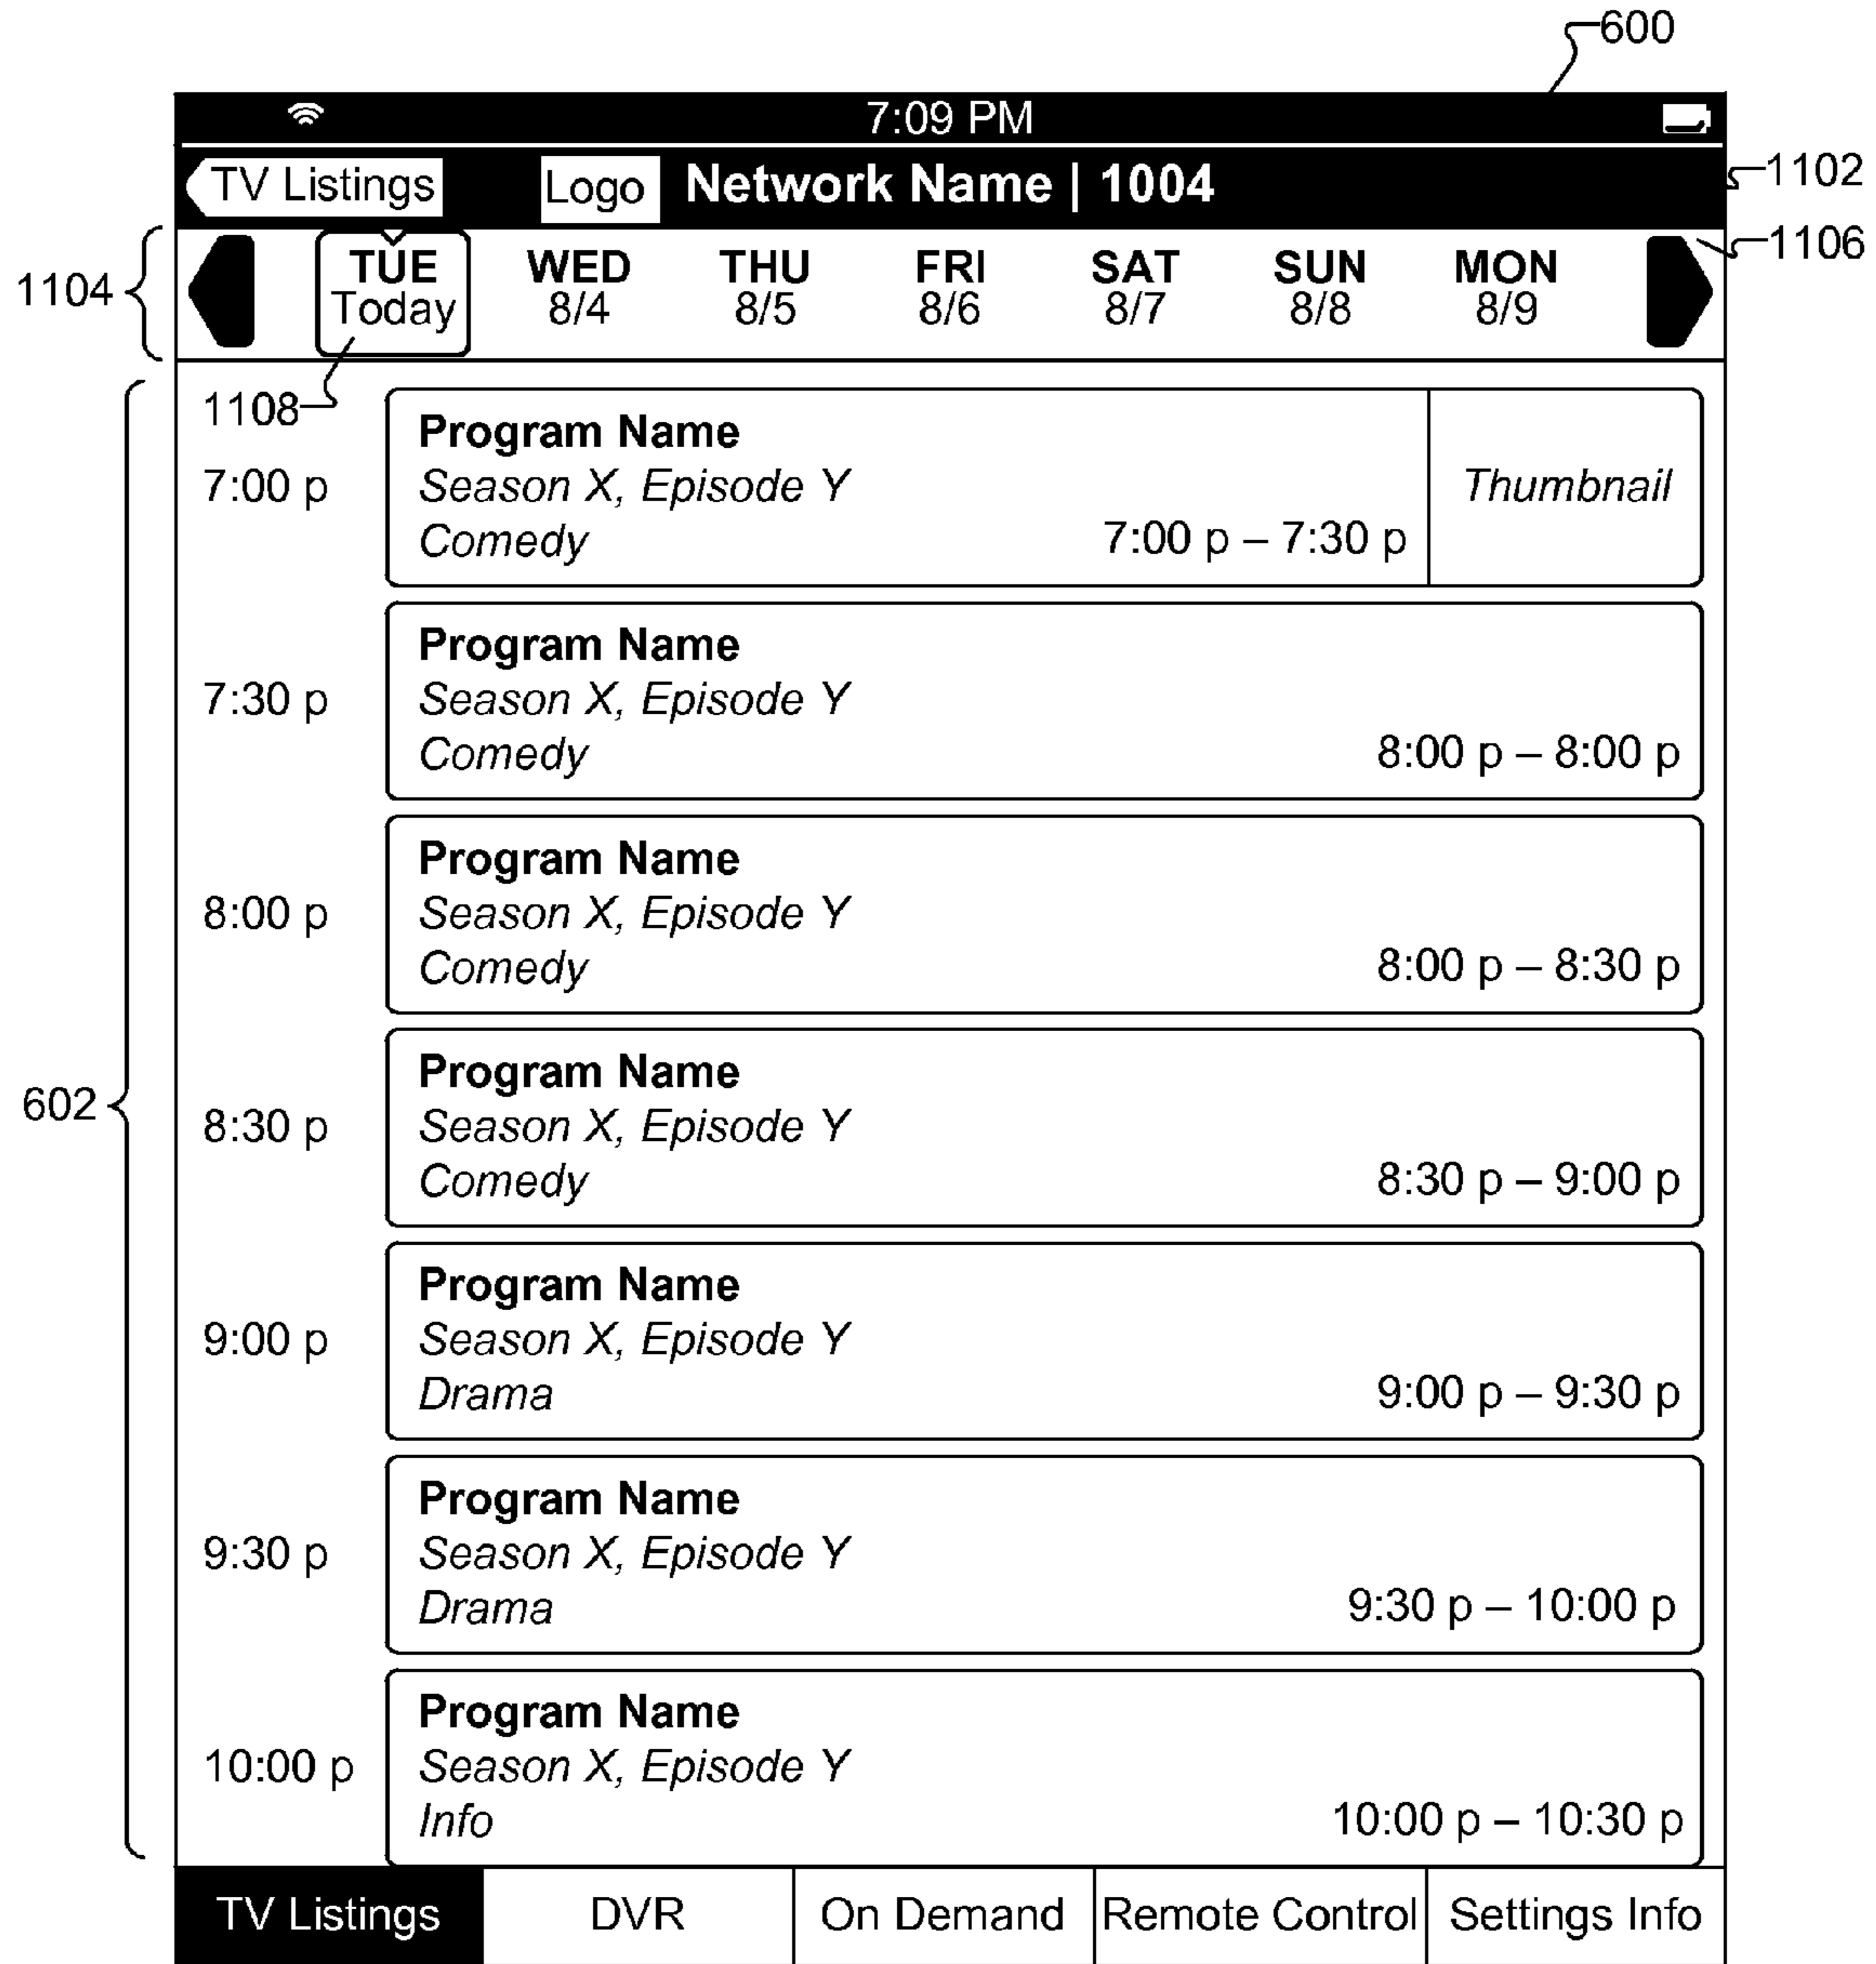 600
7:09 PM
TV Listings Logo Network Name | 1004
1102
1106
1104
TUE WED THU FRI SAT SUN MON
Today 8/4 8/5 8/6 8/7 8/8 8/9
1108
Program Name
7:00 p Season X, Episode Y Thumbnail
Comedy 7:00 p – 7:30 p
Program Name
7:30 p Season X, Episode Y
Comedy 8:00 p – 8:00 p
Program Name
8:00 p Season X, Episode Y
Comedy 8:00 p – 8:30 p
602
Program Name
8:30 p Season X, Episode Y
Comedy 8:30 p – 9:00 p
Program Name
9:00 p Season X, Episode Y
Drama 9:00 p – 9:30 p
Program Name
9:30 p Season X, Episode Y
Drama 9:30 p – 10:00 p
Program Name
10:00 p Season X, Episode Y
Info 10:00 p – 10:30 p
TV Listings DVR On Demand Remote Control Settings Info